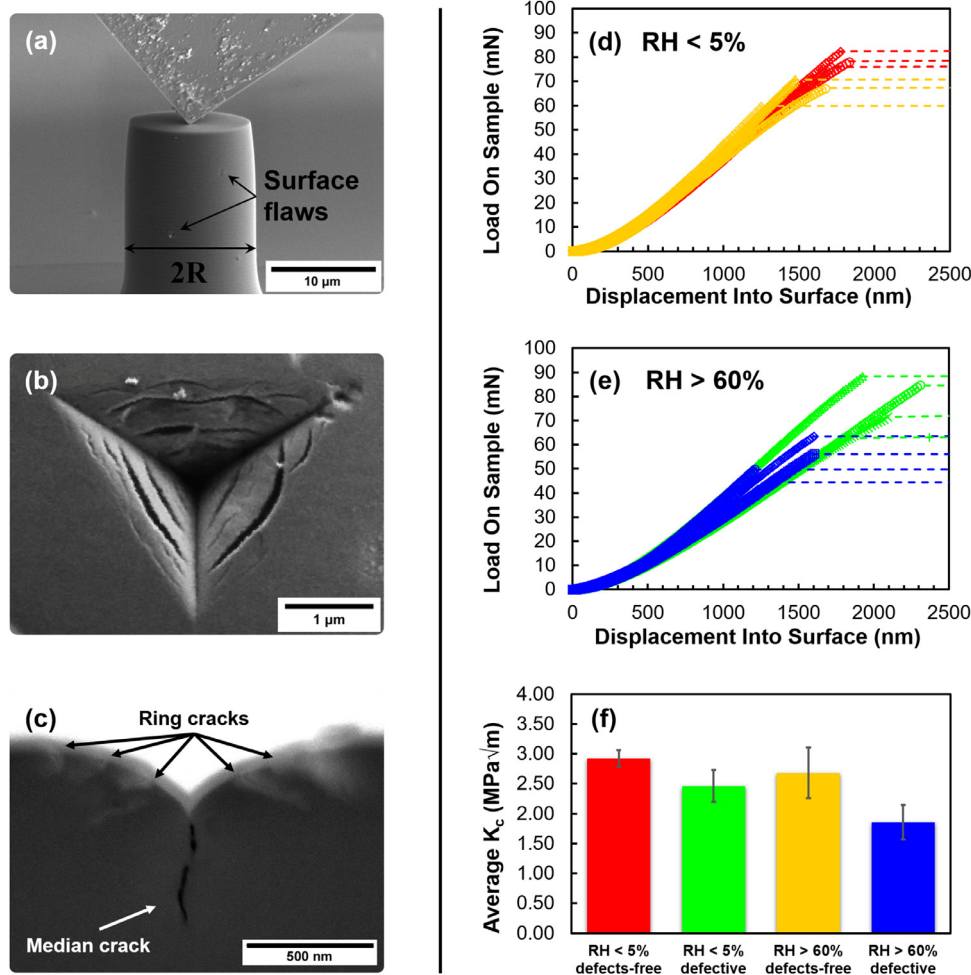 (a)
Surface
flaws
2R
10 µm
(b)
1 µm
(c)
Ring cracks
Median crack
500 nm
(d) RH < 5%
Load On Sample (mN)
100
90
80
70
60
50
40
30
20
10
0
0 500 1000 1500 2000 2500
Displacement Into Surface (nm)
(e) RH > 60%
Load On Sample (mN)
100
90
80
70
60
50
40
30
20
10
0
0 500 1000 1500 2000 2500
Displacement Into Surface (nm)
(f)
Average Kc (MPa√m)
4.00
3.50
3.00
2.50
2.00
1.50
1.00
0.50
0.00
RH < 5% RH < 5% RH > 60% RH > 60%
defects-free defective defects-free defective